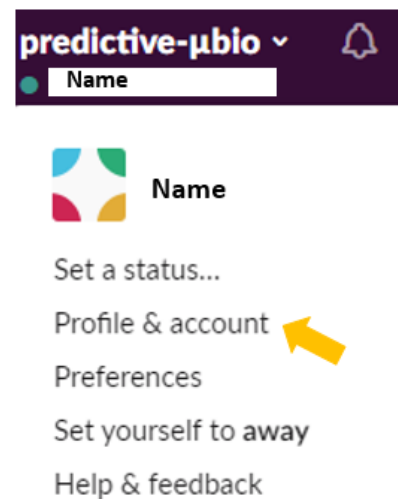 predictive-μbio
Name
Name
Set a status...
Profile & account
Preferences
Set yourself to away
Help & feedback